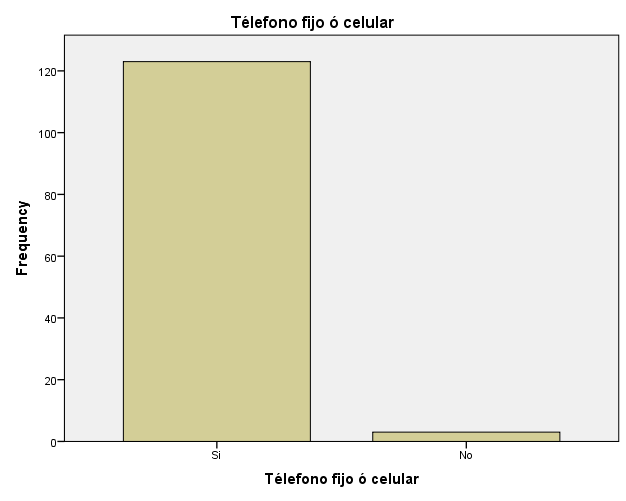 Télefono fijo ó celular
120
100
80
60
40
20
0
Frequency
Si
No
Télefono fijo ó celular